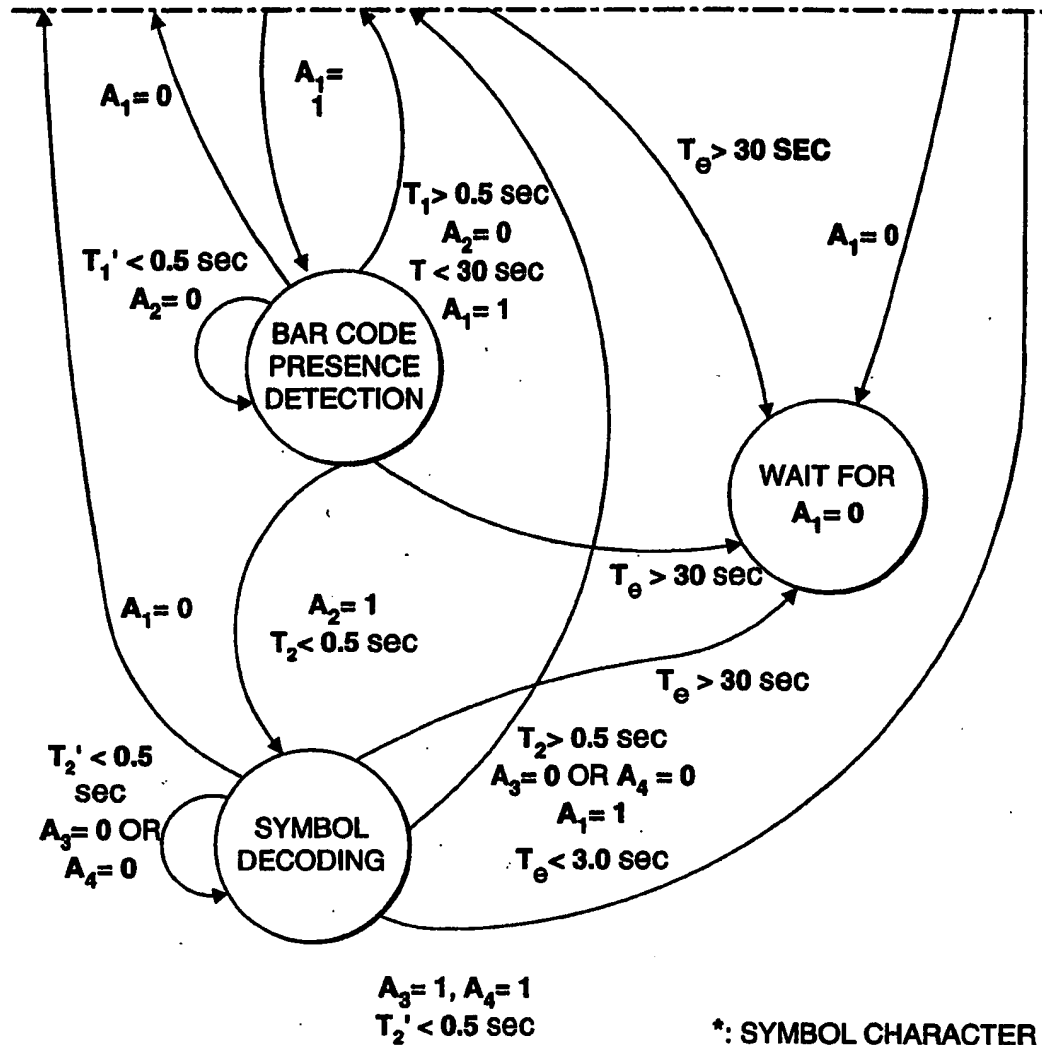 A₁= 0
A₁=
1
Tₑ> 30 SEC
T₁> 0.5 sec
A₂= 0
T < 30 sec
A₁= 1
A₁= 0
T₁' < 0.5 sec
A₂= 0
BAR CODE
PRESENCE
DETECTION
WAIT FOR
A₁= 0
Tₑ > 30 sec
A₁= 0
A₂= 1
T₂< 0.5 sec
Tₑ > 30 sec
T₂' < 0.5
sec
A₃= 0 OR
A₄= 0
SYMBOL
DECODING
T₂> 0.5 sec
A₃= 0 OR A₄ = 0
A₁= 1
Tₑ< 3.0 sec
A₃= 1, A₄= 1
T₂' < 0.5 sec
*: SYMBOL CHARACTER